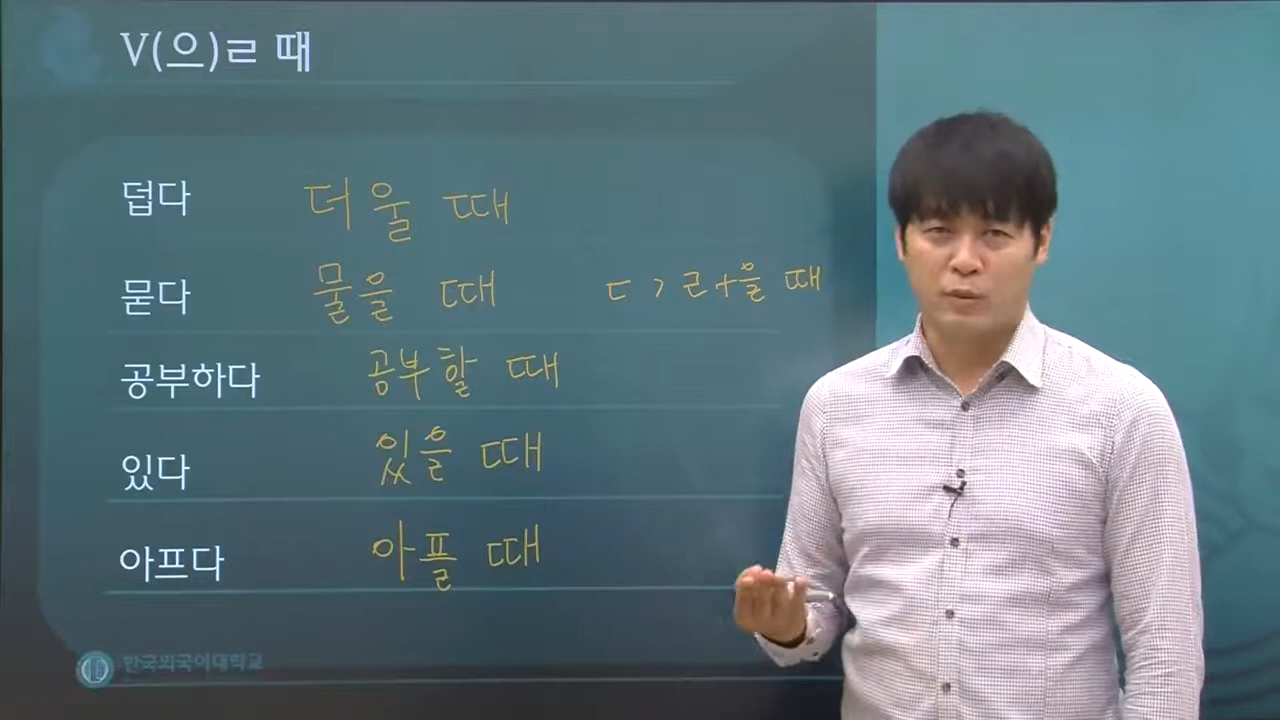 V(으)ㄹ 때
덥다 더울 때
묻다 물을 때 ㄷ > ㄹ+을 때
공부하다 공부할 때
있다 있을 때
아프다 아플 때
한국외국어대학교